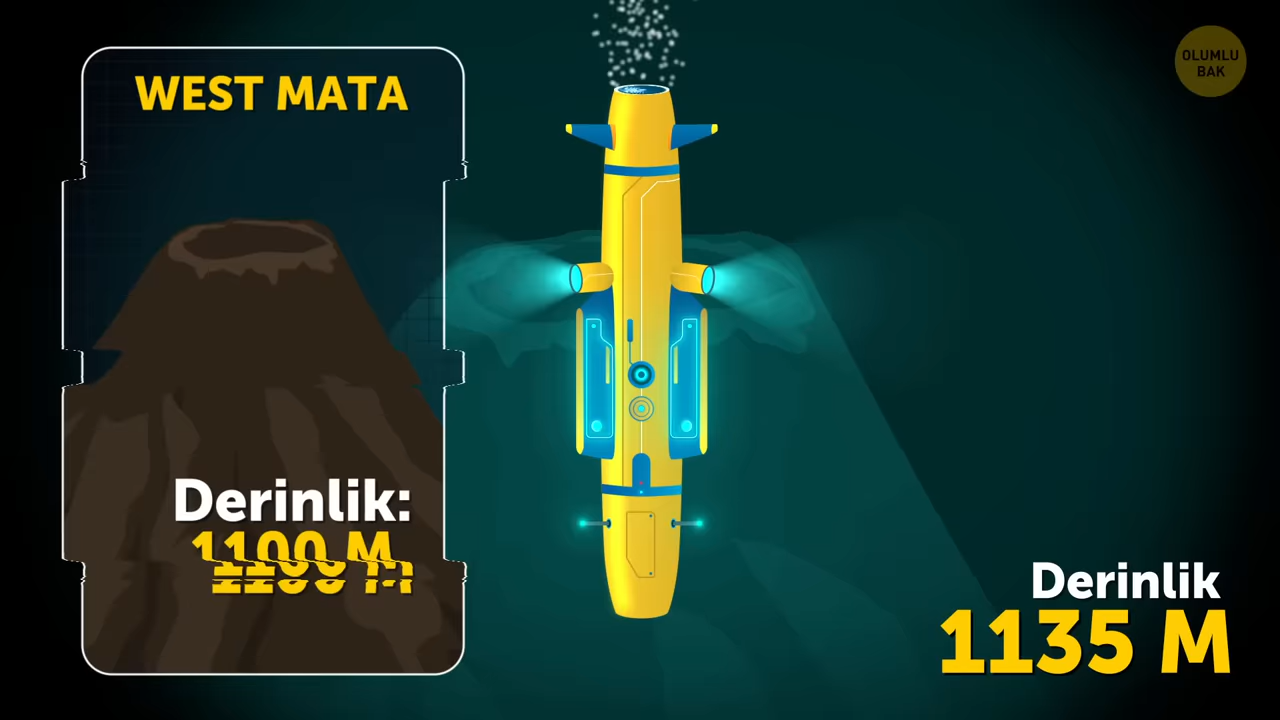 WEST MATA
Derinlik:
1100 M
OLUMLU
BAK
Derinlik
1135 M